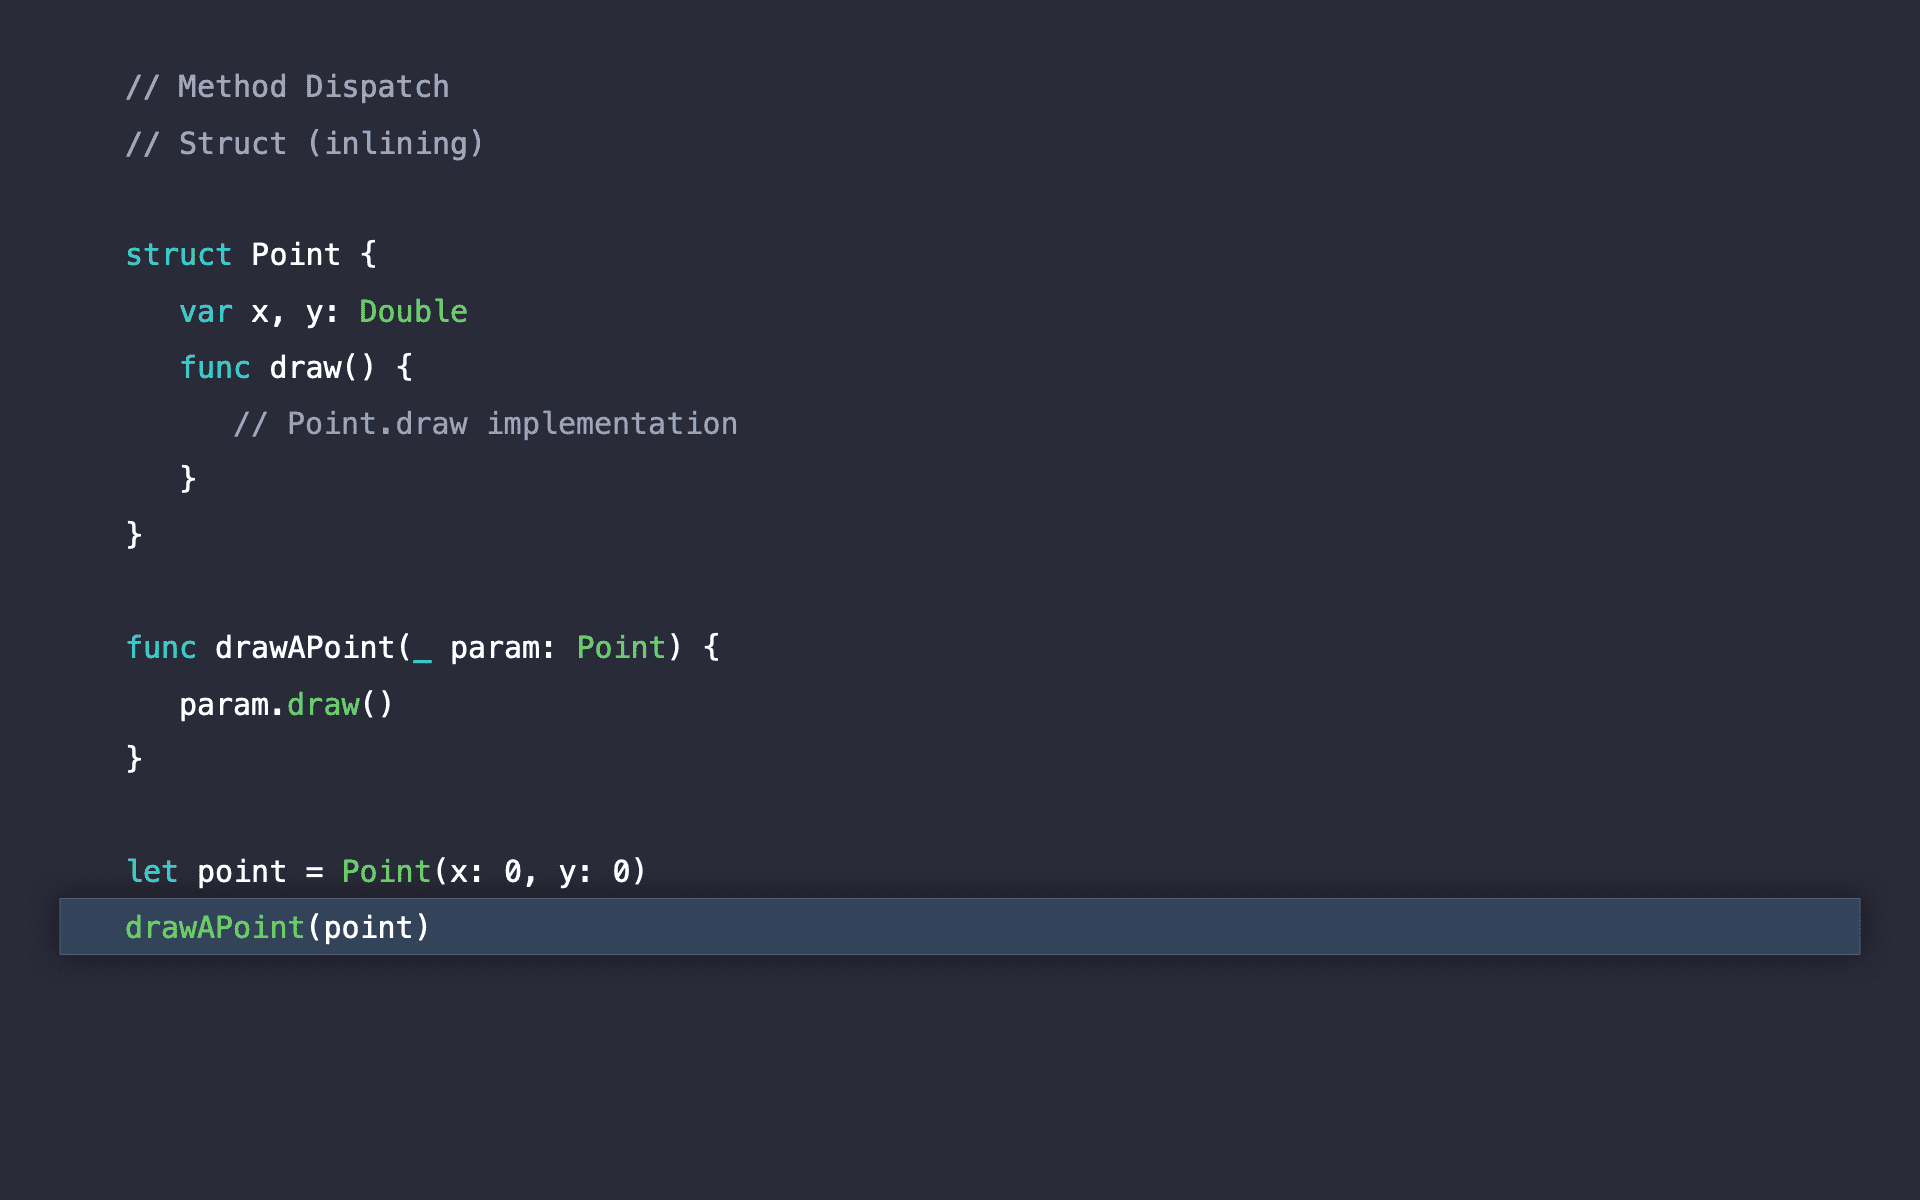 // Method Dispatch
// Struct (inlining)
struct Point {
   var x, y: Double
   func draw() {
      // Point.draw implementation
   }
}
func drawAPoint(_ param: Point) {
   param.draw()
}
let point = Point(x: 0, y: 0)
drawAPoint(point)